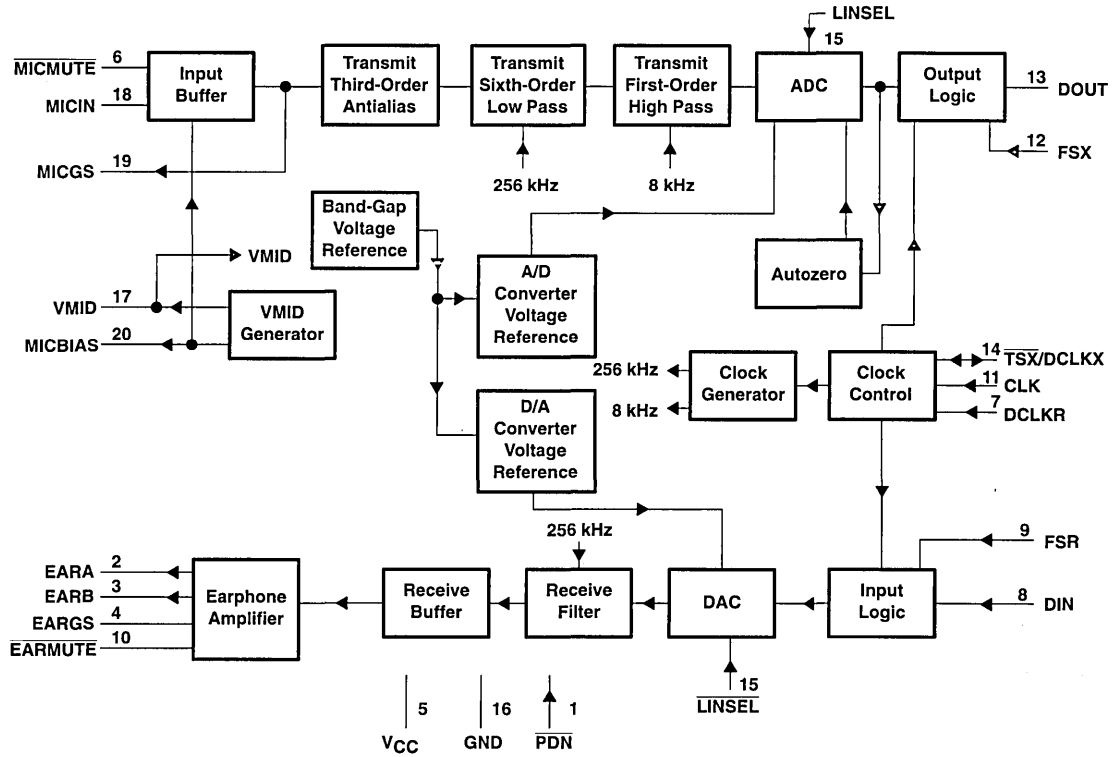 LINSEL
15
MICMUTE
6
MICIN
18
Input
Buffer
Transmit
Third-Order
Antialias
Transmit
Sixth-Order
Low Pass
Transmit
First-Order
High Pass
ADC
Output
Logic
13
DOUT
12
FSX
MICGS
19
256 kHz
8 kHz
Band-Gap
Voltage
Reference
VMID
VMID
17
MICBIAS
20
VMID
Generator
A/D
Converter
Voltage
Reference
Autozero
256 kHz
8 kHz
Clock
Generator
Clock
Control
14
TSX/DCLKX
11
CLK
7
DCLKR
D/A
Converter
Voltage
Reference
256 kHz
9
FSR
8
DIN
EARA
2
EARB
3
EARGS
4
EARMUTE
10
Earphone
Amplifier
Receive
Buffer
Receive
Filter
DAC
Input
Logic
15
LINSEL
5
VCC
16
GND
1
PDN